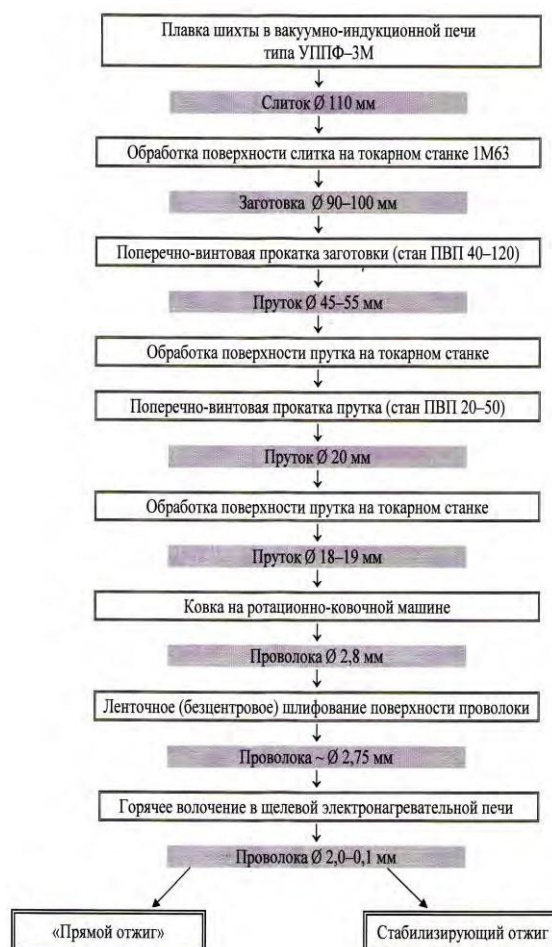 Плавка шихты в вакуумно-индукционной печи
типа УППФ–3М
Слиток Ø 110 мм
Обработка поверхности слитка на токарном станке 1М63
Заготовка Ø 90–100 мм
Поперечно-винтовая прокатка заготовки (стан ПВП 40–120)
Пруток Ø 45–55 мм
Обработка поверхности прутка на токарном станке
Поперечно-винтовая прокатка прутка (стан ПВП 20–50)
Пруток Ø 20 мм
Обработка поверхности прутка на токарном станке
Пруток Ø 18–19 мм
Ковка на ротационно-ковочной машине
Проволока Ø 2,8 мм
Ленточное (безцентровое) шлифование поверхности проволоки
Проволока ~ Ø 2,75 мм
Горячее волочение в щелевой электронагревательной печи
Проволока Ø 2,0–0,1 мм
«Прямой отжиг»
Стабилизирующий отжиг